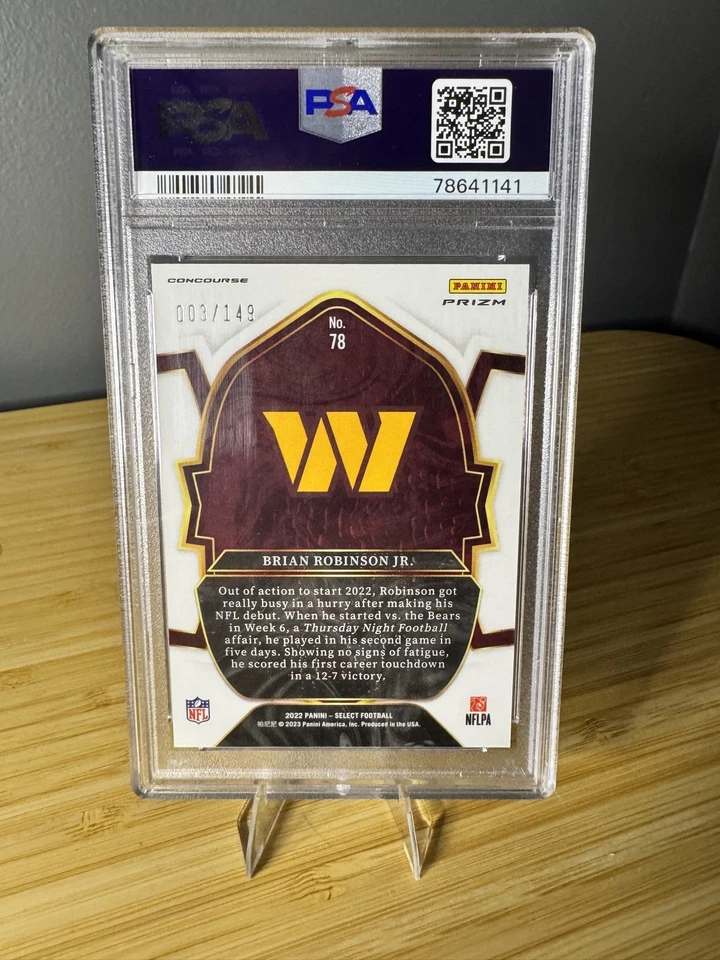 PSA
PSA
78641141
CONCOURSE
PANINI
PRIZM
003/149
No.
78
W
BRIAN ROBINSON JR.
Out of action to start 2022, Robinson got
really busy in a hurry after making his
NFL debut. When he started vs. the Bears
in Week 6, a Thursday Night Football
affair, he played in his second game in
five days. Showing no signs of fatigue,
he scored his first career touchdown
in a 12-7 victory.
NFL
NFLPA
2022 PANINI – SELECT FOOTBALL
帕尼尼 © 2023 Panini America, Inc. Produced in the USA.